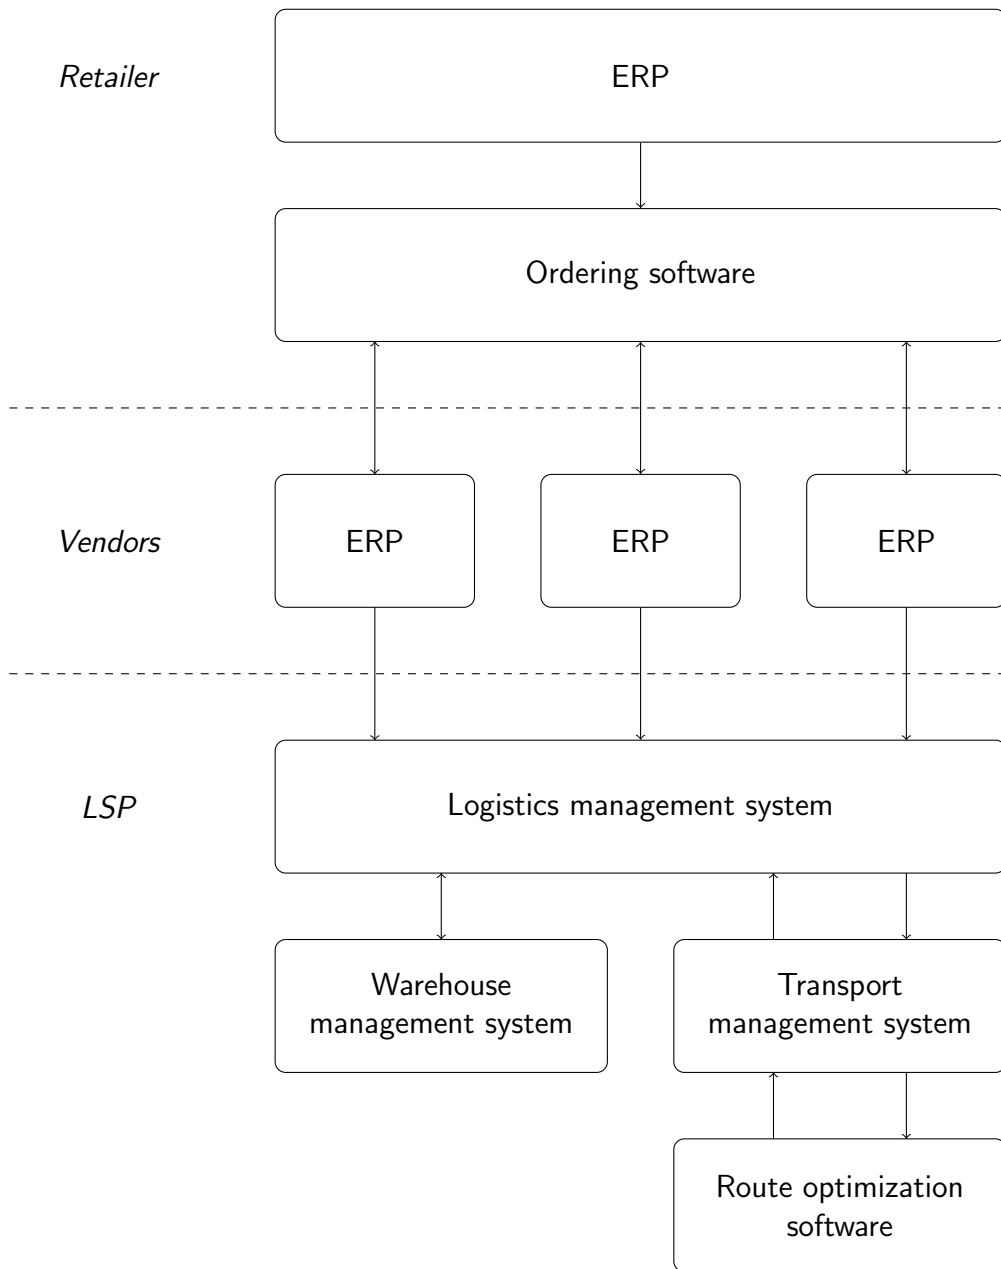 Retailer
ERP
Ordering software
Vendors
ERP
ERP
ERP
LSP
Logistics management system
Warehouse
management system
Transport
management system
Route optimization
software